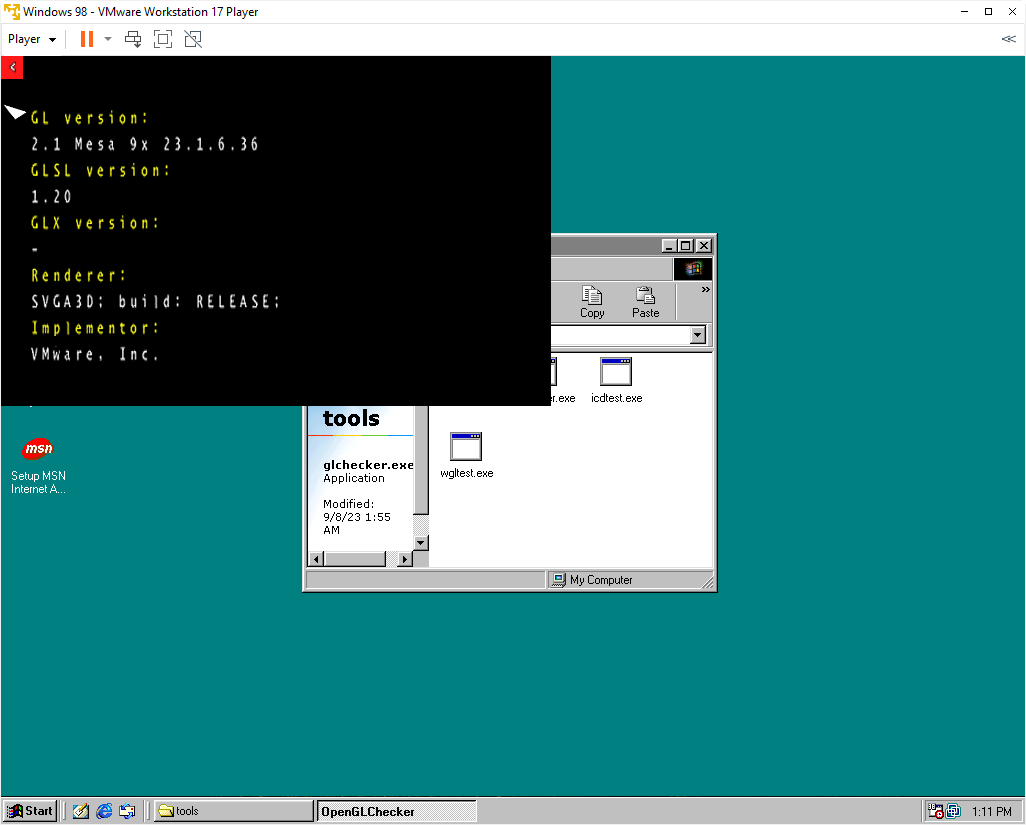 Windows 98 - VMware Workstation 17 Player
Player
GL version:
2.1 Mesa 9x 23.1.6.36
GLSL version:
1.20
GLX version:
-
Renderer:
SVGA3D; build: RELEASE;
Implementor:
VMware, Inc.
Copy
Paste
r.exe
icdtest.exe
tools
glchecker.exe
Application
Modified:
9/8/23 1:55
AM
wgltest.exe
msn
Setup MSN
Internet A...
My Computer
Start
tools
OpenGLChecker
1:11 PM